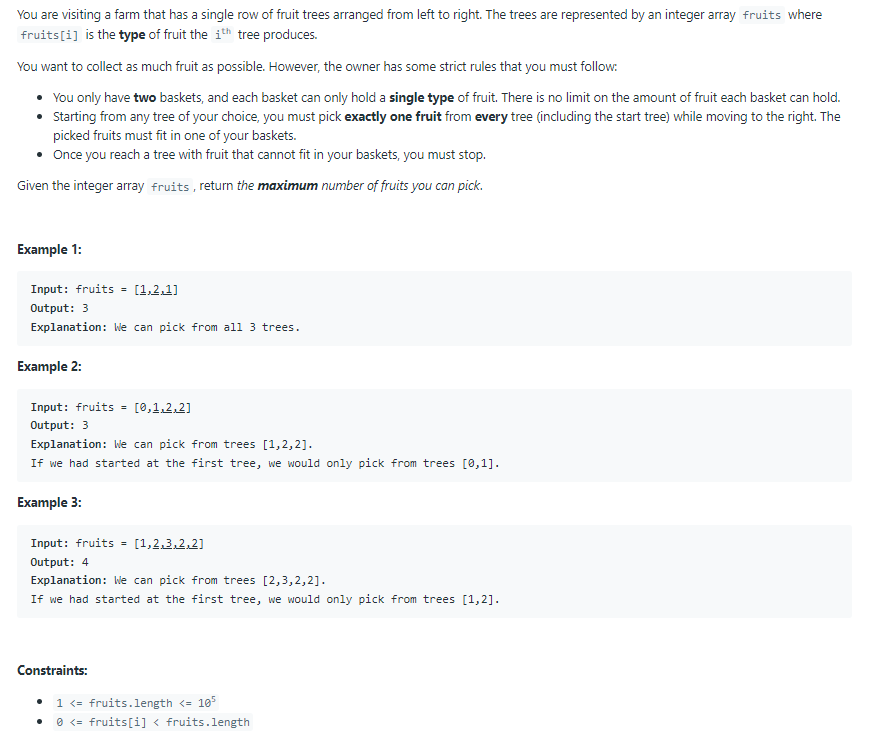 You are visiting a farm that has a single row of fruit trees arranged from left to right. The trees are represented by an integer array fruits where
fruits[i] is the type of fruit the ith tree produces.
You want to collect as much fruit as possible. However, the owner has some strict rules that you must follow:
• You only have two baskets, and each basket can only hold a single type of fruit. There is no limit on the amount of fruit each basket can hold.
• Starting from any tree of your choice, you must pick exactly one fruit from every tree (including the start tree) while moving to the right. The
picked fruits must fit in one of your baskets.
• Once you reach a tree with fruit that cannot fit in your baskets, you must stop.
Given the integer array fruits, return the maximum number of fruits you can pick.
Example 1:
Input: fruits = [1,2,1]
Output: 3
Explanation: We can pick from all 3 trees.
Example 2:
Input: fruits = [0,1,2,2]
Output: 3
Explanation: We can pick from trees [1,2,2].
If we had started at the first tree, we would only pick from trees [0,1].
Example 3:
Input: fruits = [1,2,3,2,2]
Output: 4
Explanation: We can pick from trees [2,3,2,2].
If we had started at the first tree, we would only pick from trees [1,2].
Constraints:
• 1 <= fruits.length <= 10⁵
• 0 <= fruits[i] < fruits.length